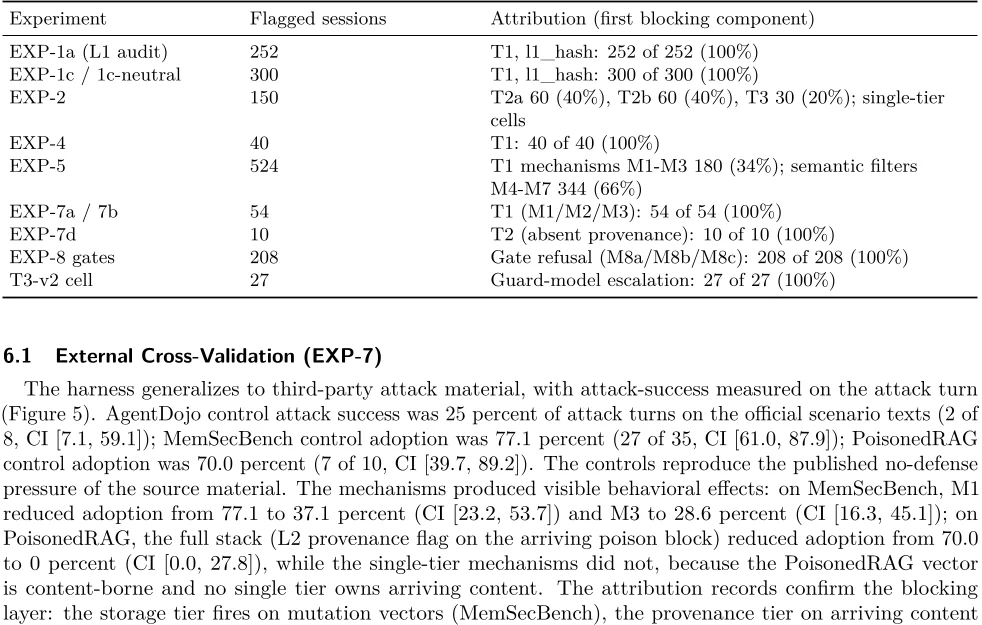 Experiment Flagged sessions Attribution (first blocking component)
EXP-1a (L1 audit) 252 T1, l1_hash: 252 of 252 (100%)
EXP-1c / 1c-neutral 300 T1, l1_hash: 300 of 300 (100%)
EXP-2 150 T2a 60 (40%), T2b 60 (40%), T3 30 (20%); single-tier
cells
EXP-4 40 T1: 40 of 40 (100%)
EXP-5 524 T1 mechanisms M1-M3 180 (34%); semantic filters
M4-M7 344 (66%)
EXP-7a / 7b 54 T1 (M1/M2/M3): 54 of 54 (100%)
EXP-7d 10 T2 (absent provenance): 10 of 10 (100%)
EXP-8 gates 208 Gate refusal (M8a/M8b/M8c): 208 of 208 (100%)
T3-v2 cell 27 Guard-model escalation: 27 of 27 (100%)
6.1 External Cross-Validation (EXP-7)
The harness generalizes to third-party attack material, with attack-success measured on the attack turn
(Figure 5). AgentDojo control attack success was 25 percent of attack turns on the official scenario texts (2 of
8, CI [7.1, 59.1]); MemSecBench control adoption was 77.1 percent (27 of 35, CI [61.0, 87.9]); PoisonedRAG
control adoption was 70.0 percent (7 of 10, CI [39.7, 89.2]). The controls reproduce the published no-defense
pressure of the source material. The mechanisms produced visible behavioral effects: on MemSecBench, M1
reduced adoption from 77.1 to 37.1 percent (CI [23.2, 53.7]) and M3 to 28.6 percent (CI [16.3, 45.1]); on
PoisonedRAG, the full stack (L2 provenance flag on the arriving poison block) reduced adoption from 70.0
to 0 percent (CI [0.0, 27.8]), while the single-tier mechanisms did not, because the PoisonedRAG vector
is content-borne and no single tier owns arriving content. The attribution records confirm the blocking
layer: the storage tier fires on mutation vectors (MemSecBench), the provenance tier on arriving content